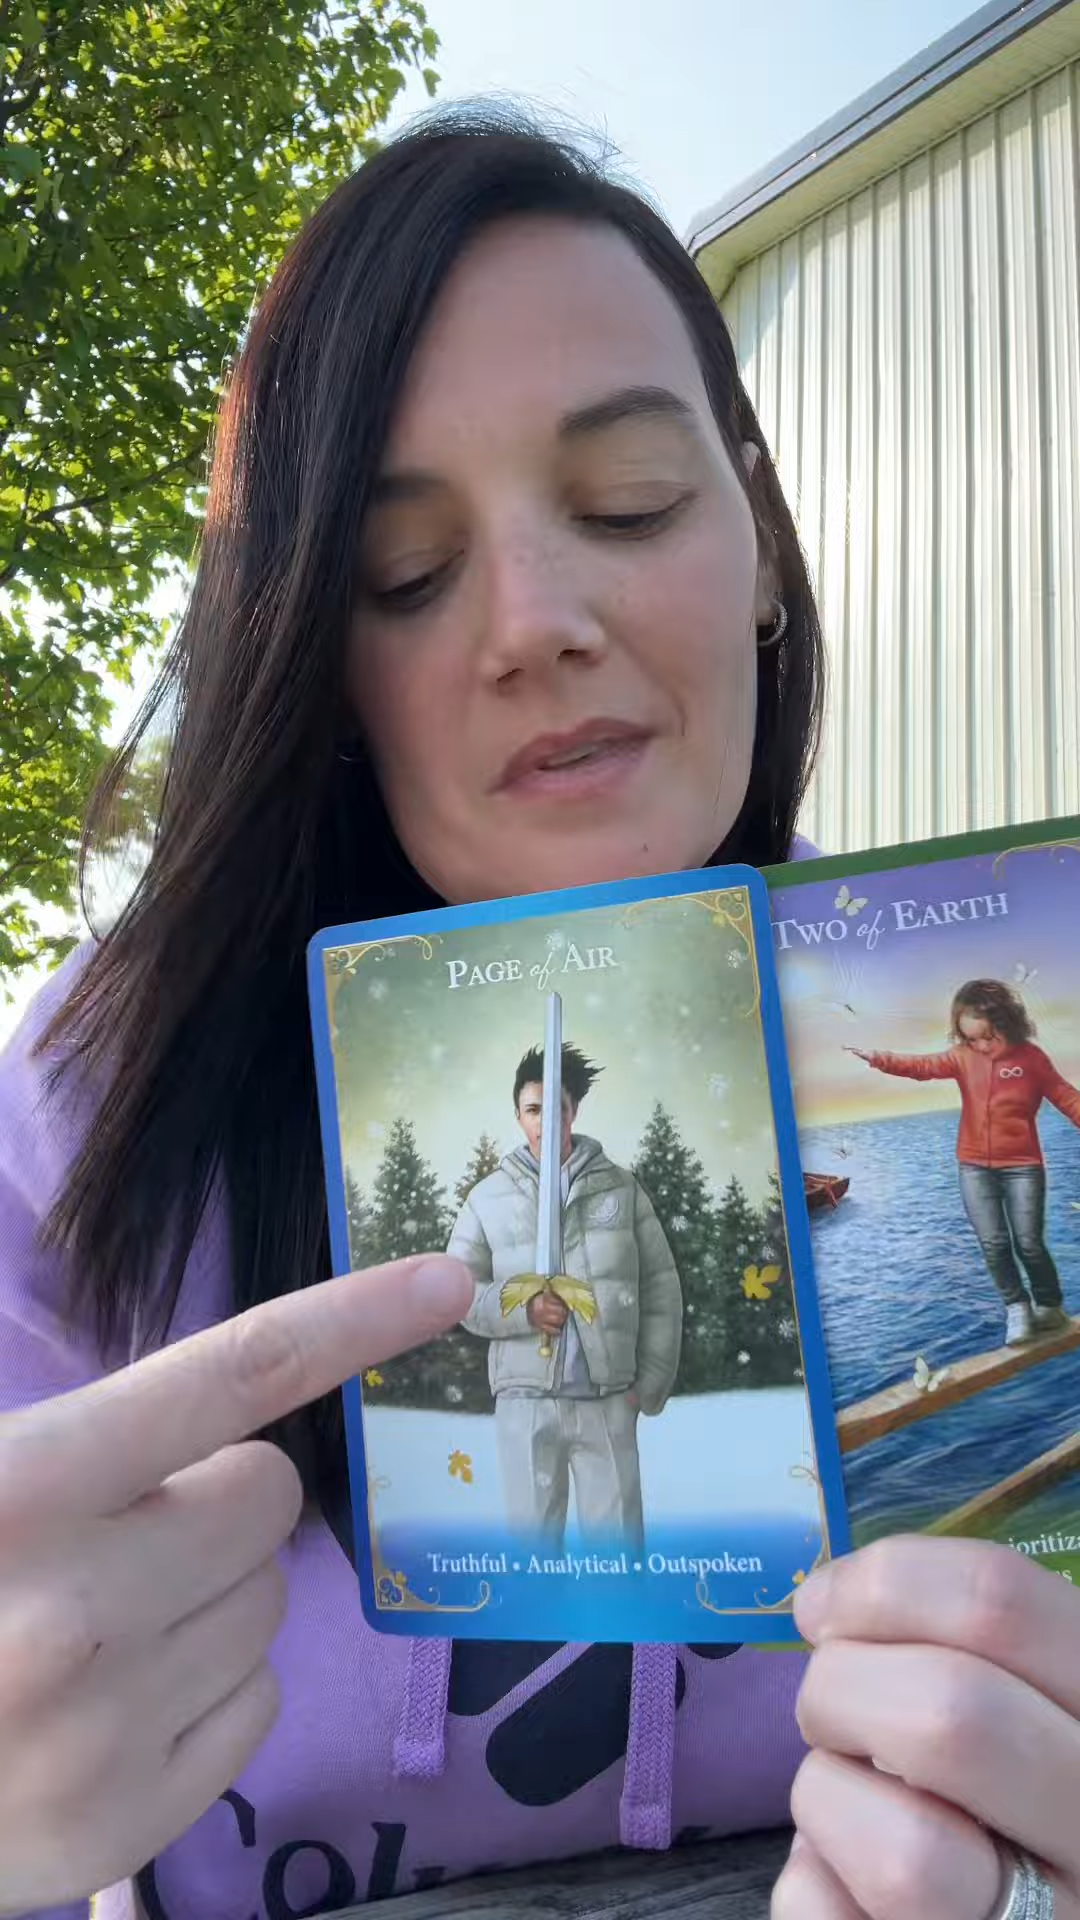 PAGE of AIR
Truthful • Analytical • Outspoken
TWO of EARTH